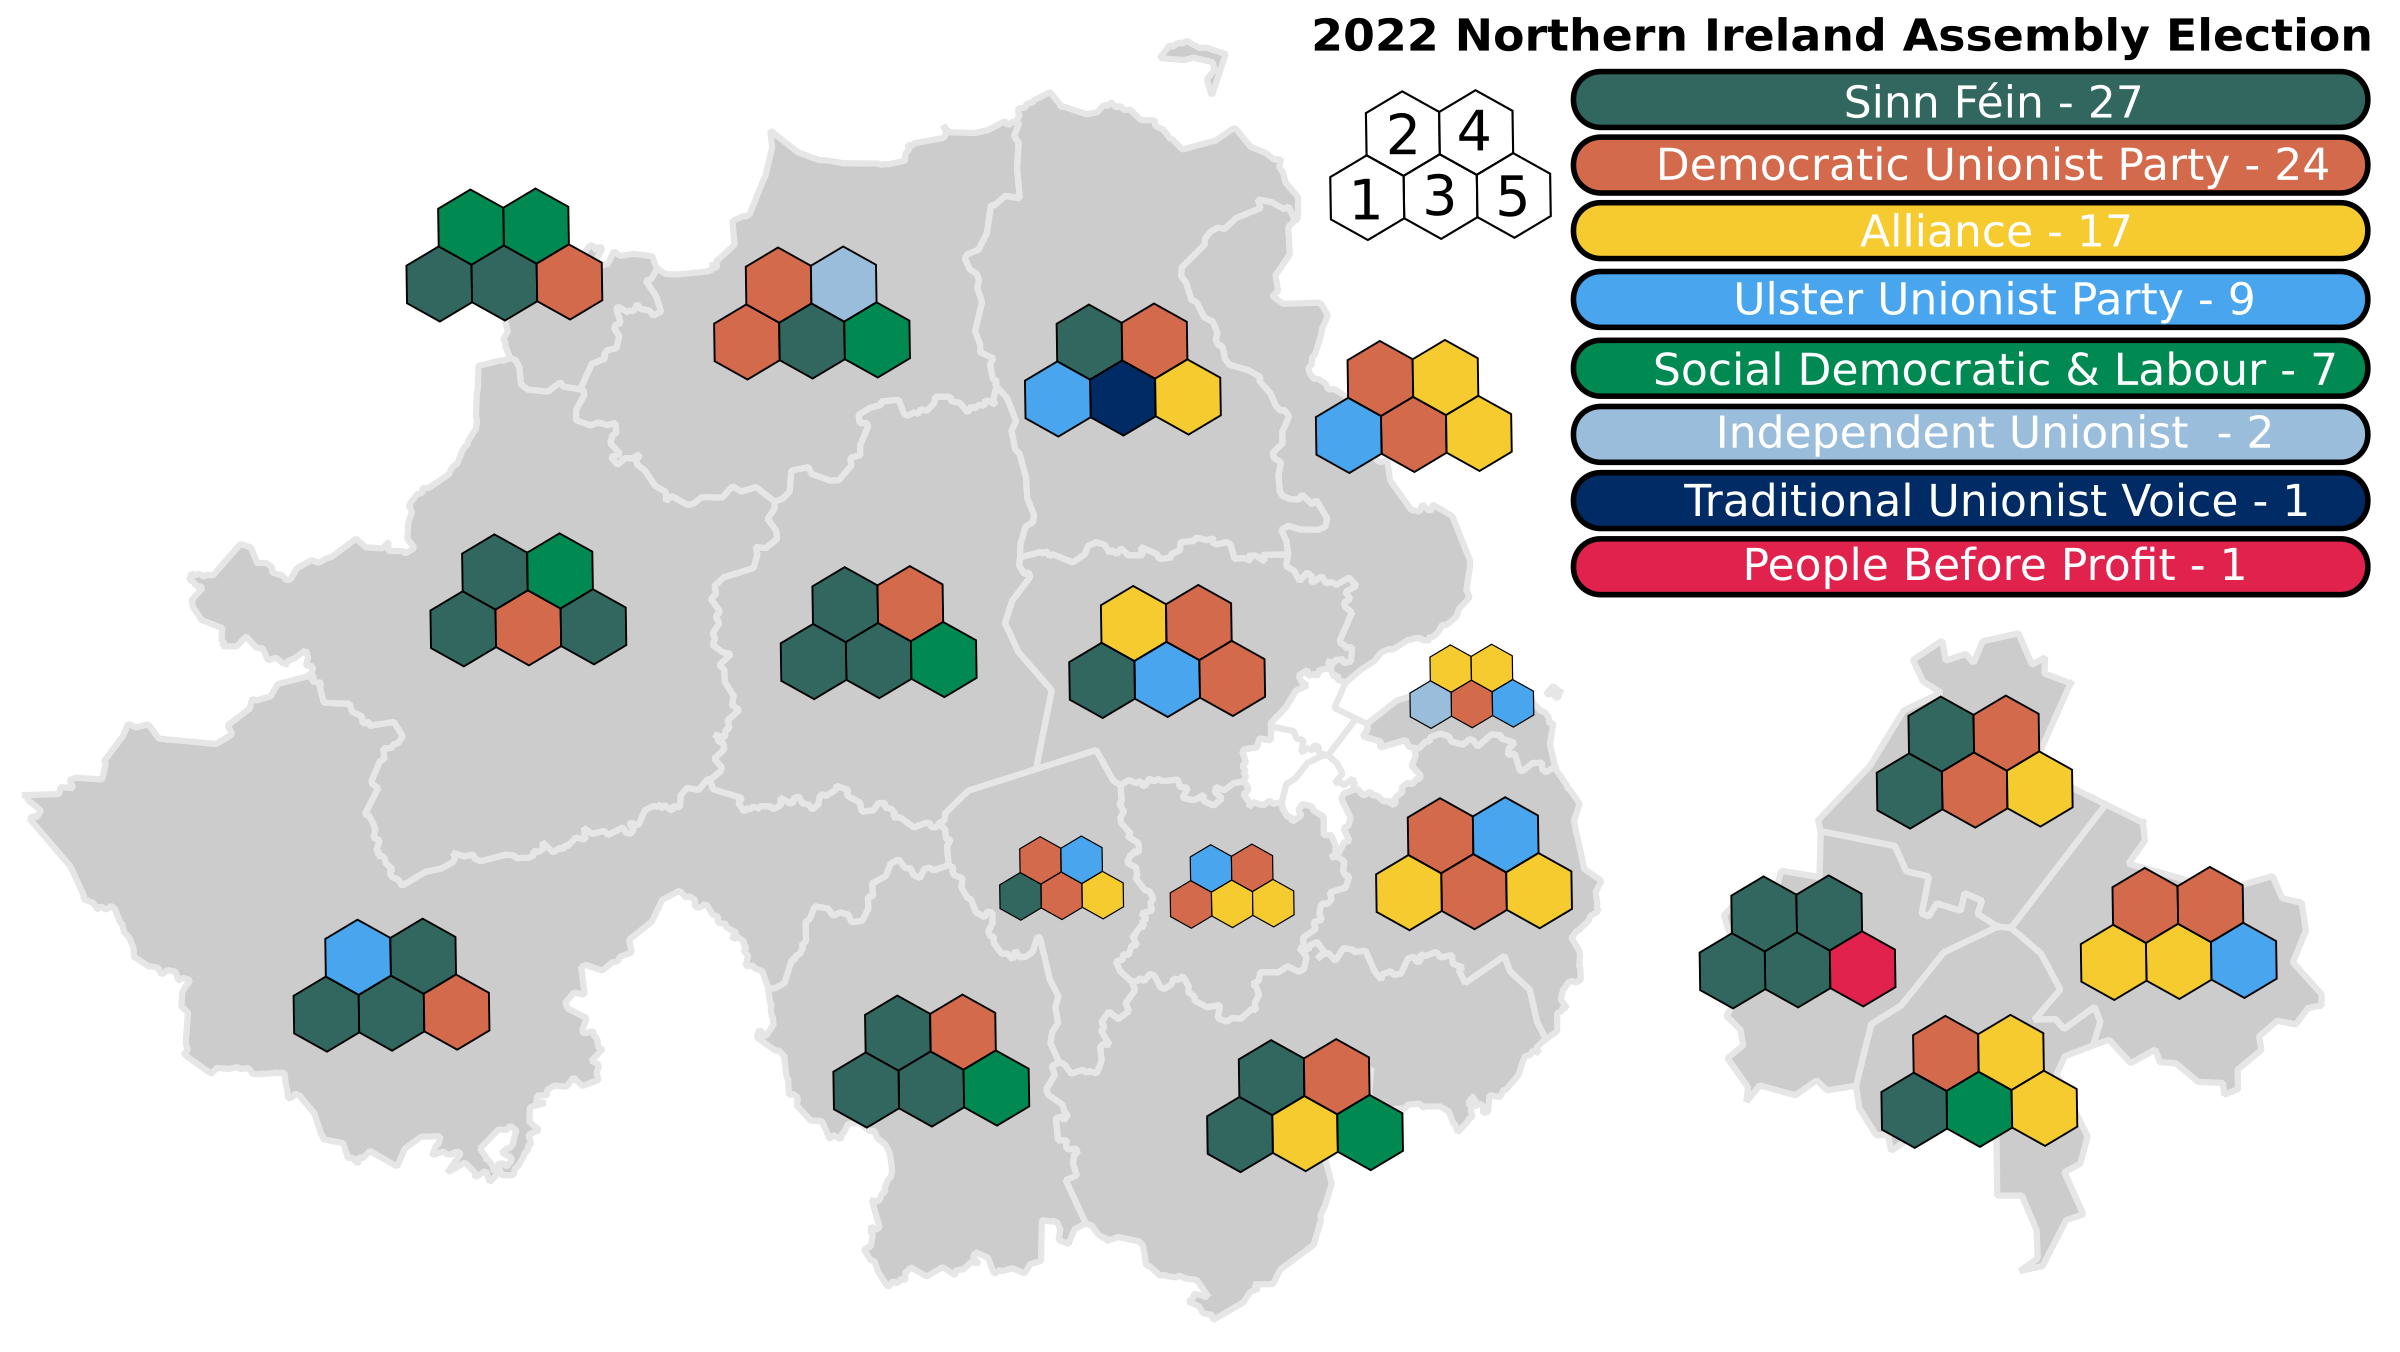 2022 Northern Ireland Assembly Election
2 4
1 3 5
Sinn Féin - 27
Democratic Unionist Party - 24
Alliance - 17
Ulster Unionist Party - 9
Social Democratic & Labour - 7
Independent Unionist - 2
Traditional Unionist Voice - 1
People Before Profit - 1